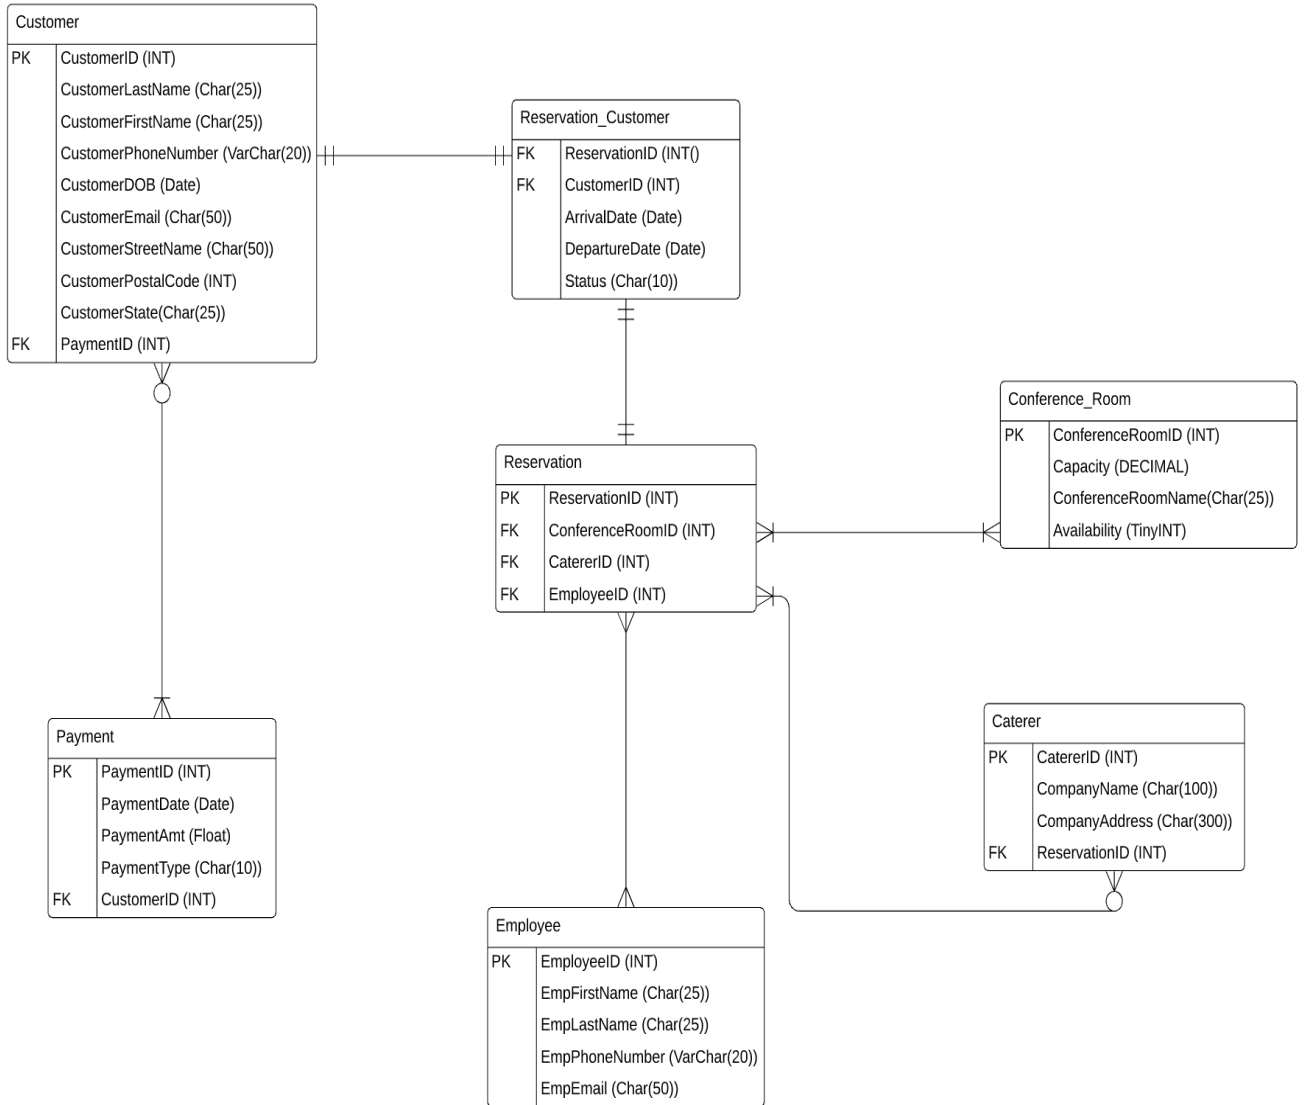 Customer
PK CustomerID (INT)
CustomerLastName (Char(25))
CustomerFirstName (Char(25))
CustomerPhoneNumber (VarChar(20))
CustomerDOB (Date)
CustomerEmail (Char(50))
CustomerStreetName (Char(50))
CustomerPostalCode (INT)
CustomerState(Char(25))
FK PaymentID (INT)
Reservation_Customer
FK ReservationID (INT()
FK CustomerID (INT)
ArrivalDate (Date)
DepartureDate (Date)
Status (Char(10))
Conference_Room
PK ConferenceRoomID (INT)
Capacity (DECIMAL)
ConferenceRoomName(Char(25))
Availability (TinyINT)
Reservation
PK ReservationID (INT)
FK ConferenceRoomID (INT)
FK CatererID (INT)
FK EmployeeID (INT)
Payment
PK PaymentID (INT)
PaymentDate (Date)
PaymentAmt (Float)
PaymentType (Char(10))
FK CustomerID (INT)
Caterer
PK CatererID (INT)
CompanyName (Char(100))
CompanyAddress (Char(300))
FK ReservationID (INT)
Employee
PK EmployeeID (INT)
EmpFirstName (Char(25))
EmpLastName (Char(25))
EmpPhoneNumber (VarChar(20))
EmpEmail (Char(50))